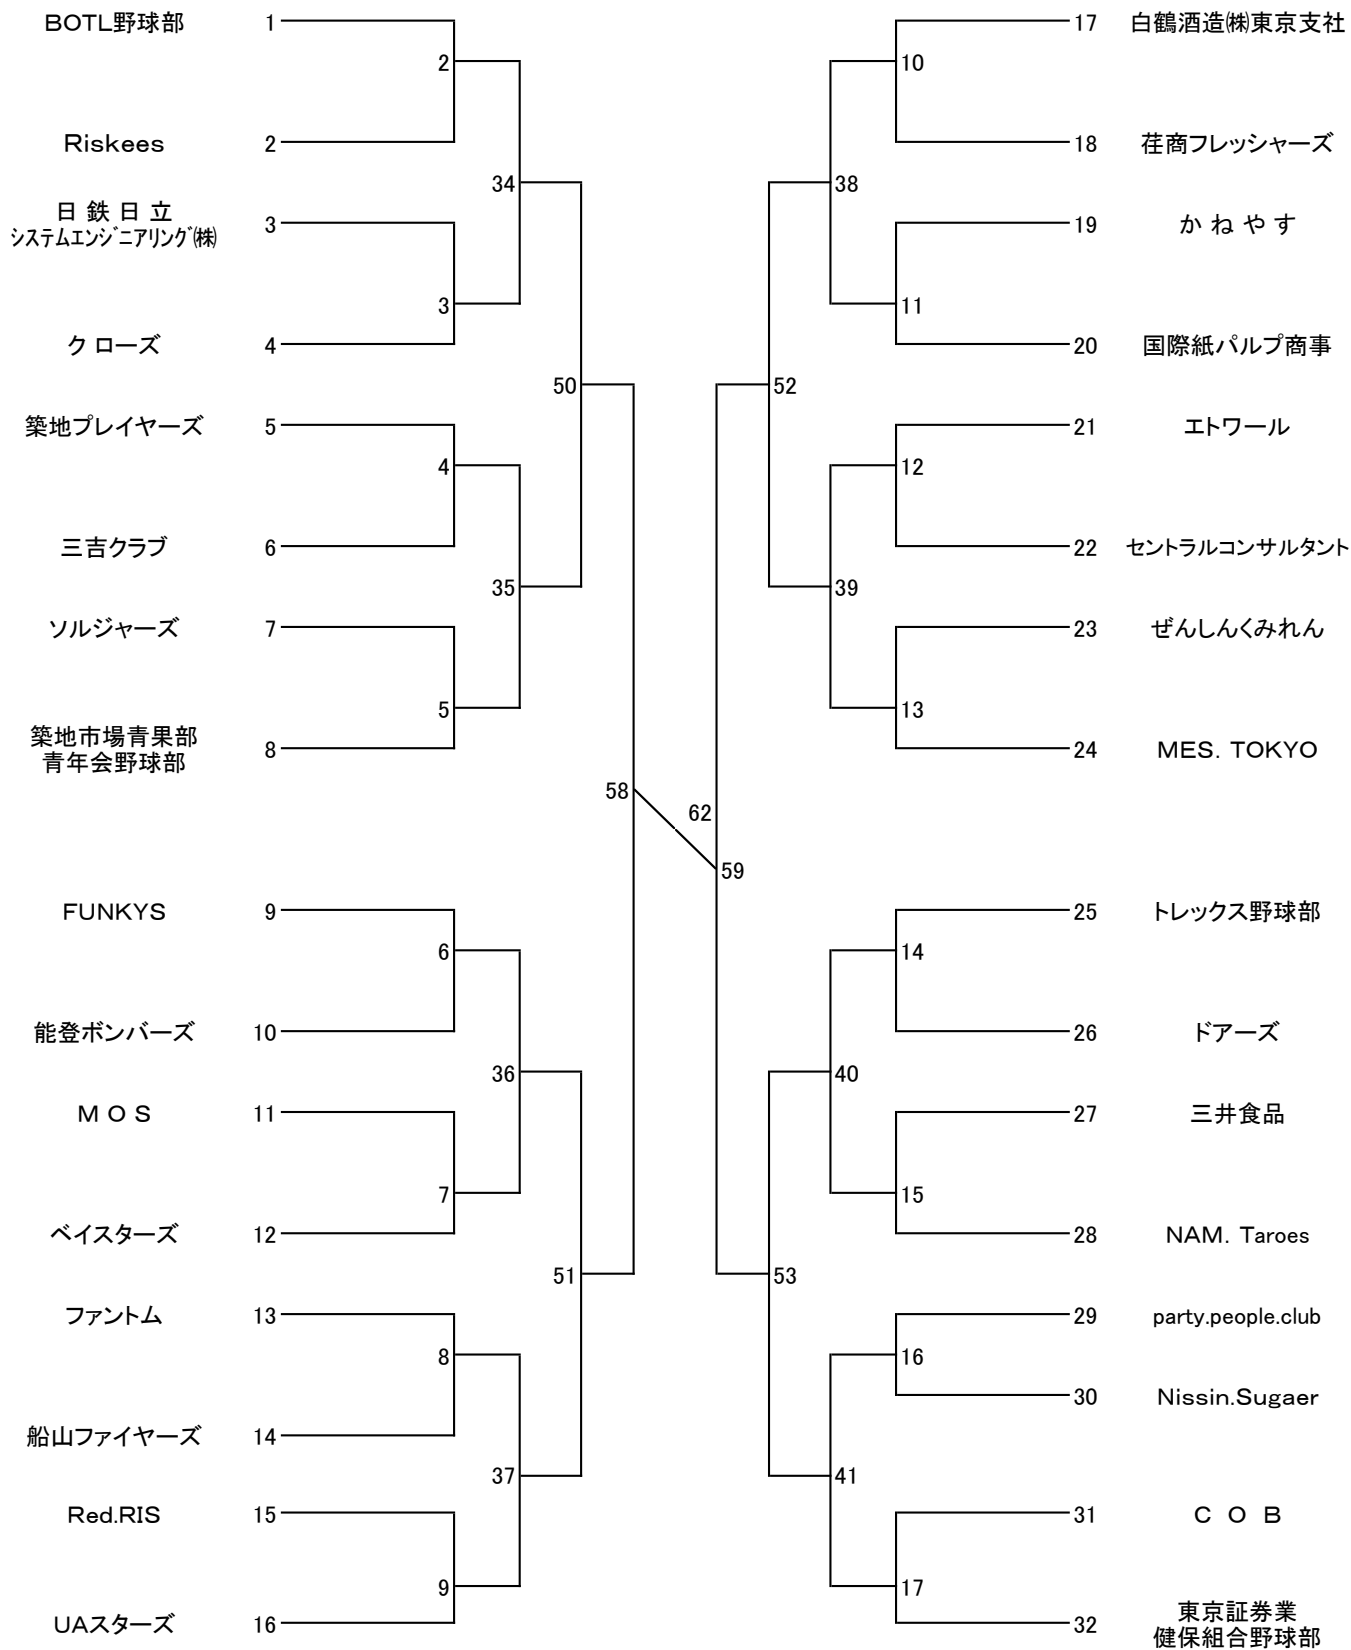 BOTL野球部 1
2
Riskees 2
34
日 鉄 日 立
システムエンジニアリング㈱ 3
3
ク ローズ 4
50
築地プレイヤーズ 5
4
三吉クラブ 6
35
ソルジャーズ 7
5
築地市場青果部
青年会野球部 8
58
FUNKYS 9
6
能登ボンバーズ 10
36
M O S 11
7
ベイスターズ 12
51
ファントム 13
8
船山ファイヤーズ 14
37
Red.RIS 15
9
UAスターズ 16
62
17 白鶴酒造㈱東京支社
10
18 荏商フレッシャーズ
38
19 か ね や す
11
20 国際紙パルプ商事
52
21 エトワール
12
22 セントラルコンサルタント
39
23 ぜんしんくみれん
13
24 MES. TOKYO
59
25 トレックス野球部
14
26 ドアーズ
40
27 三井食品
15
28 NAM. Taroes
53
29 party.people.club
16
30 Nissin.Sugaer
41
31 C O B
17
32 東京証券業
健保組合野球部